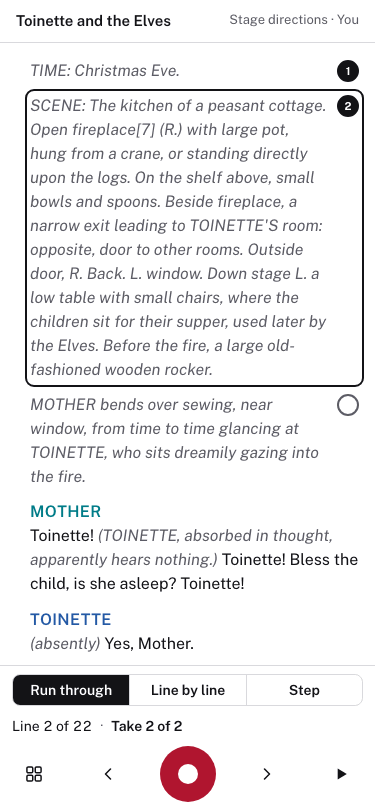 Toinette and the Elves
Stage directions · You
TIME: Christmas Eve.
1
SCENE: The kitchen of a peasant cottage.
2
Open fireplace[7] (R.) with large pot,
hung from a crane, or standing directly
upon the logs. On the shelf above, small
bowls and spoons. Beside fireplace, a
narrow exit leading to TOINETTE'S room:
opposite, door to other rooms. Outside
door, R. Back. L. window. Down stage L. a
low table with small chairs, where the
children sit for their supper, used later by
the Elves. Before the fire, a large old-
fashioned wooden rocker.
MOTHER bends over sewing, near
window, from time to time glancing at
TOINETTE, who sits dreamily gazing into
the fire.
MOTHER
Toinette! (TOINETTE, absorbed in thought,
apparently hears nothing.) Toinette! Bless the
child, is she asleep? Toinette!
TOINETTE
(absently) Yes, Mother.
Run through
Line by line
Step
Line 2 of 22 · Take 2 of 2